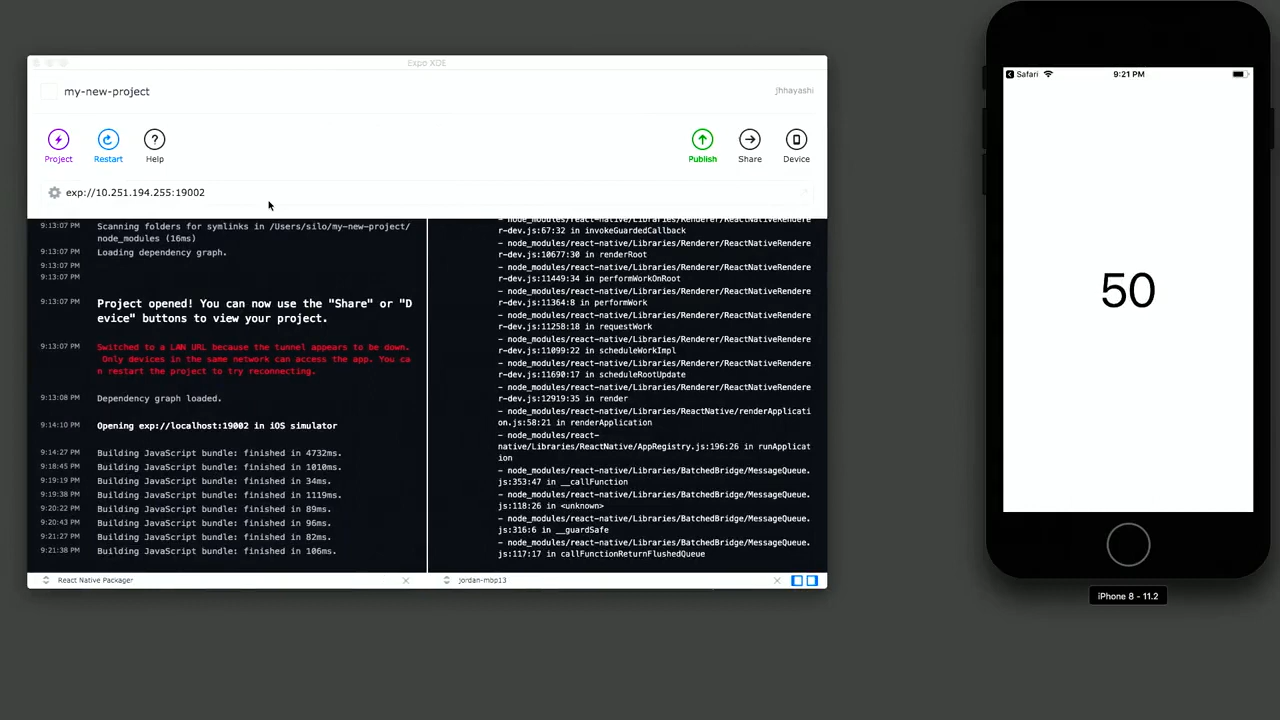 Expo XDE
my-new-project
jhhayashi
Project
Restart
Help
Publish
Share
Device
exp://10.251.194.255:19002
9:13:07 PM Scanning folders for symlinks in /Users/silo/my-new-project/
node_modules (16ms)
9:13:07 PM Loading dependency graph.
9:13:07 PM
9:13:07 PM
9:13:07 PM Project opened! You can now use the "Share" or "D
evice" buttons to view your project.
9:13:07 PM Switched to a LAN URL because the tunnel appears to be down.
Only devices in the same network can access the app. You ca
n restart the project to try reconnecting.
9:13:08 PM Dependency graph loaded.
9:14:10 PM Opening exp://localhost:19002 in iOS simulator
9:14:27 PM Building JavaScript bundle: finished in 4732ms.
9:18:45 PM Building JavaScript bundle: finished in 1010ms.
9:19:19 PM Building JavaScript bundle: finished in 34ms.
9:19:38 PM Building JavaScript bundle: finished in 1119ms.
9:20:22 PM Building JavaScript bundle: finished in 89ms.
9:20:43 PM Building JavaScript bundle: finished in 96ms.
9:21:27 PM Building JavaScript bundle: finished in 82ms.
9:21:38 PM Building JavaScript bundle: finished in 106ms.
- node_modules/react-native/Libraries/Renderer/ReactNativeRendere
r-dev.js:67:32 in invokeGuardedCallback
- node_modules/react-native/Libraries/Renderer/ReactNativeRendere
r-dev.js:10677:30 in renderRoot
- node_modules/react-native/Libraries/Renderer/ReactNativeRendere
r-dev.js:11449:34 in performWorkOnRoot
- node_modules/react-native/Libraries/Renderer/ReactNativeRendere
r-dev.js:11364:8 in performWork
- node_modules/react-native/Libraries/Renderer/ReactNativeRendere
r-dev.js:11258:18 in requestWork
- node_modules/react-native/Libraries/Renderer/ReactNativeRendere
r-dev.js:11099:22 in scheduleWorkImpl
- node_modules/react-native/Libraries/Renderer/ReactNativeRendere
r-dev.js:11690:17 in scheduleRootUpdate
- node_modules/react-native/Libraries/Renderer/ReactNativeRendere
r-dev.js:12919:35 in render
- node_modules/react-native/Libraries/ReactNative/renderApplicati
on.js:58:21 in renderApplication
- node_modules/react-
native/Libraries/ReactNative/AppRegistry.js:196:26 in runApplicat
ion
- node_modules/react-native/Libraries/BatchedBridge/MessageQueue.
js:353:47 in __callFunction
- node_modules/react-native/Libraries/BatchedBridge/MessageQueue.
js:118:26 in <unknown>
- node_modules/react-native/Libraries/BatchedBridge/MessageQueue.
js:316:6 in __guardSafe
- node_modules/react-native/Libraries/BatchedBridge/MessageQueue.
js:117:17 in callFunctionReturnFlushedQueue
React Native Packager
jordan-mbp13
Safari
9:21 PM
50
iPhone 8 - 11.2